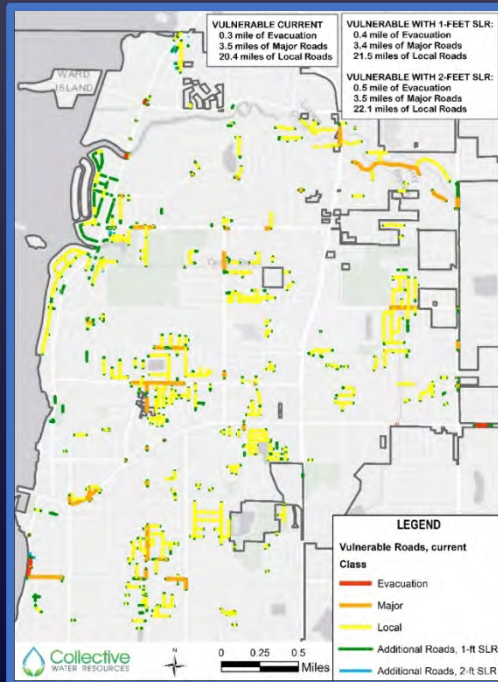 VULNERABLE CURRENT
0.3 mile of Evacuation
3.5 miles of Major Roads
20.4 miles of Local Roads
VULNERABLE WITH 1-FEET SLR:
0.4 mile of Evacuation
3.4 miles of Major Roads
21.5 miles of Local Roads
VULNERABLE WITH 2-FEET SLR:
0.5 mile of Evacuation
3.5 miles of Major Roads
22.1 miles of Local Roads
WARD
ISLAND
LEGEND
Vulnerable Roads, current
Class
Evacuation
Major
Local
Additional Roads, 1-ft SLR
Additional Roads, 2-ft SLR
Collective
WATER RESOURCES
N
0 0.25 0.5
Miles